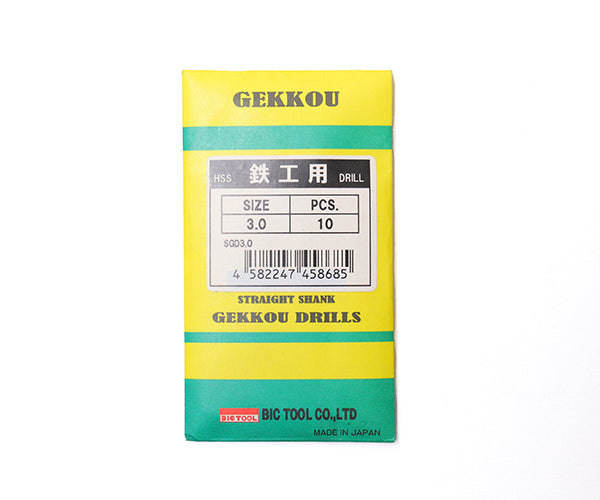 GEKKOU
HSS 鉄工用 DRILL
SIZE PCS.
3.0 10
SGD3.0
4 582247 458685
STRAIGHT SHANK
GEKKOU DRILLS
BIC TOOL BIC TOOL CO.,LTD
MADE IN JAPAN